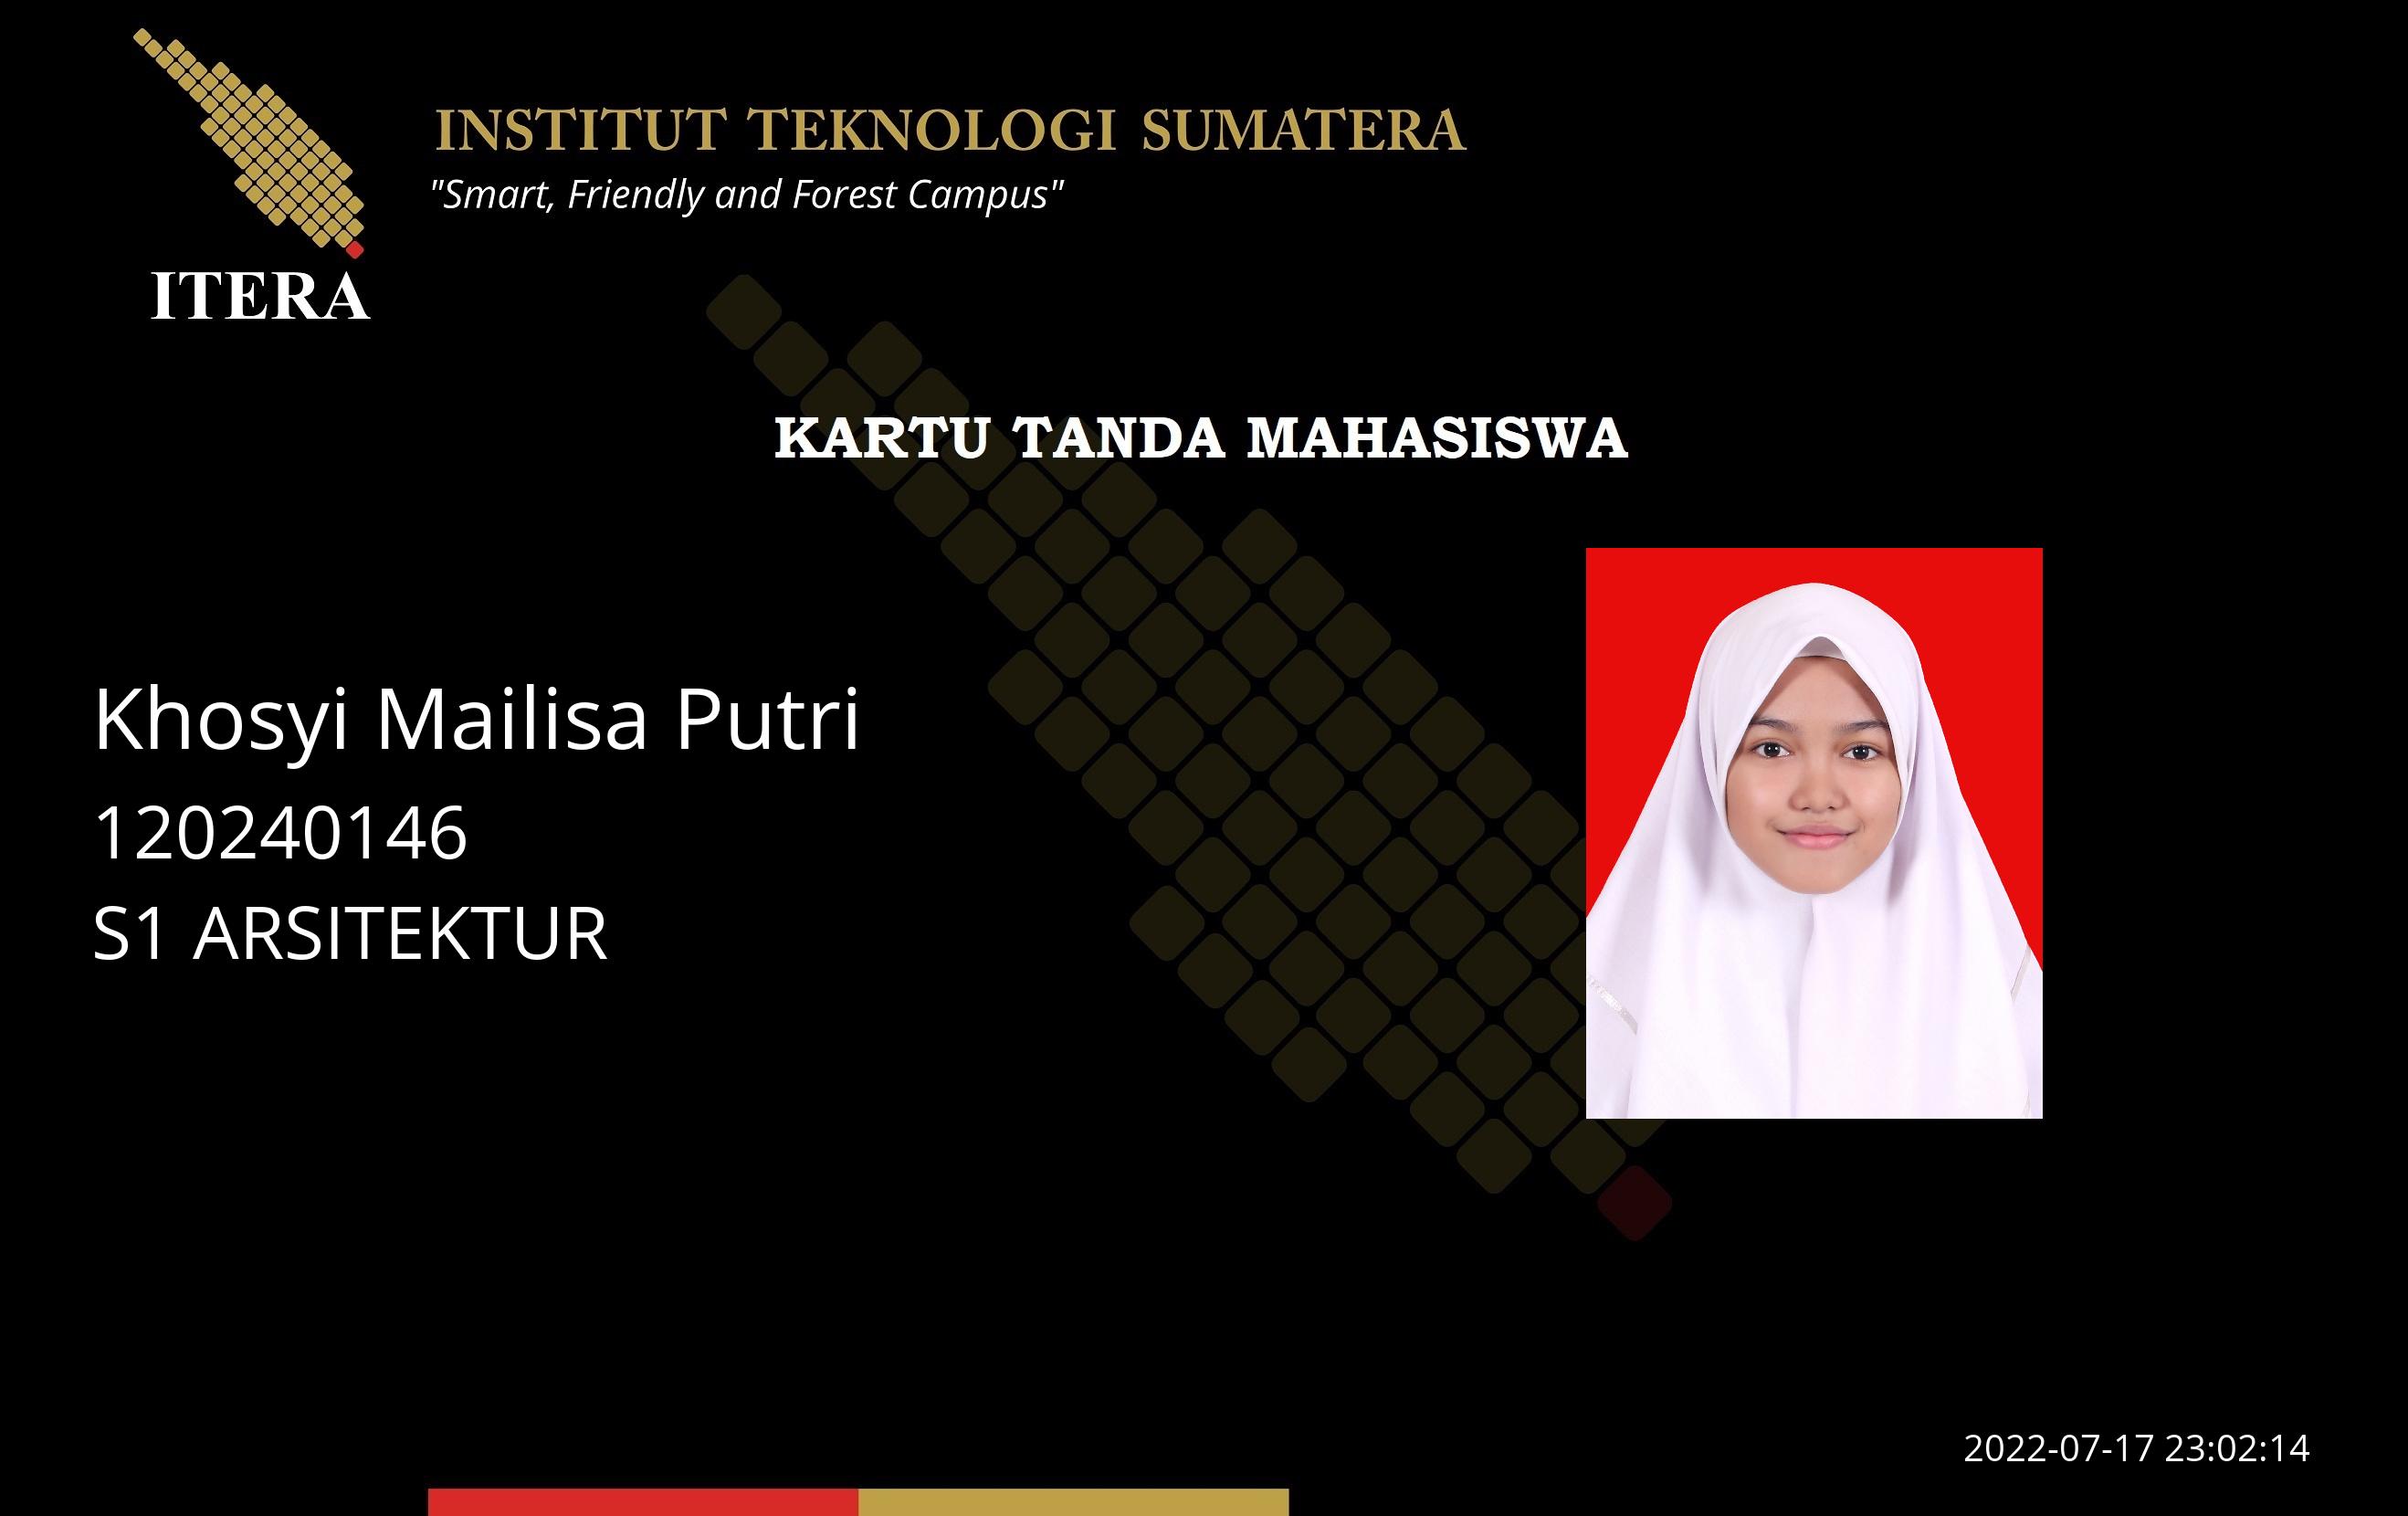 INSTITUT TEKNOLOGI SUMATERA
"Smart, Friendly and Forest Campus"
ITERA
KARTU TANDA MAHASISWA
Khosyi Mailisa Putri
120240146
S1 ARSITEKTUR
2022-07-17 23:02:14